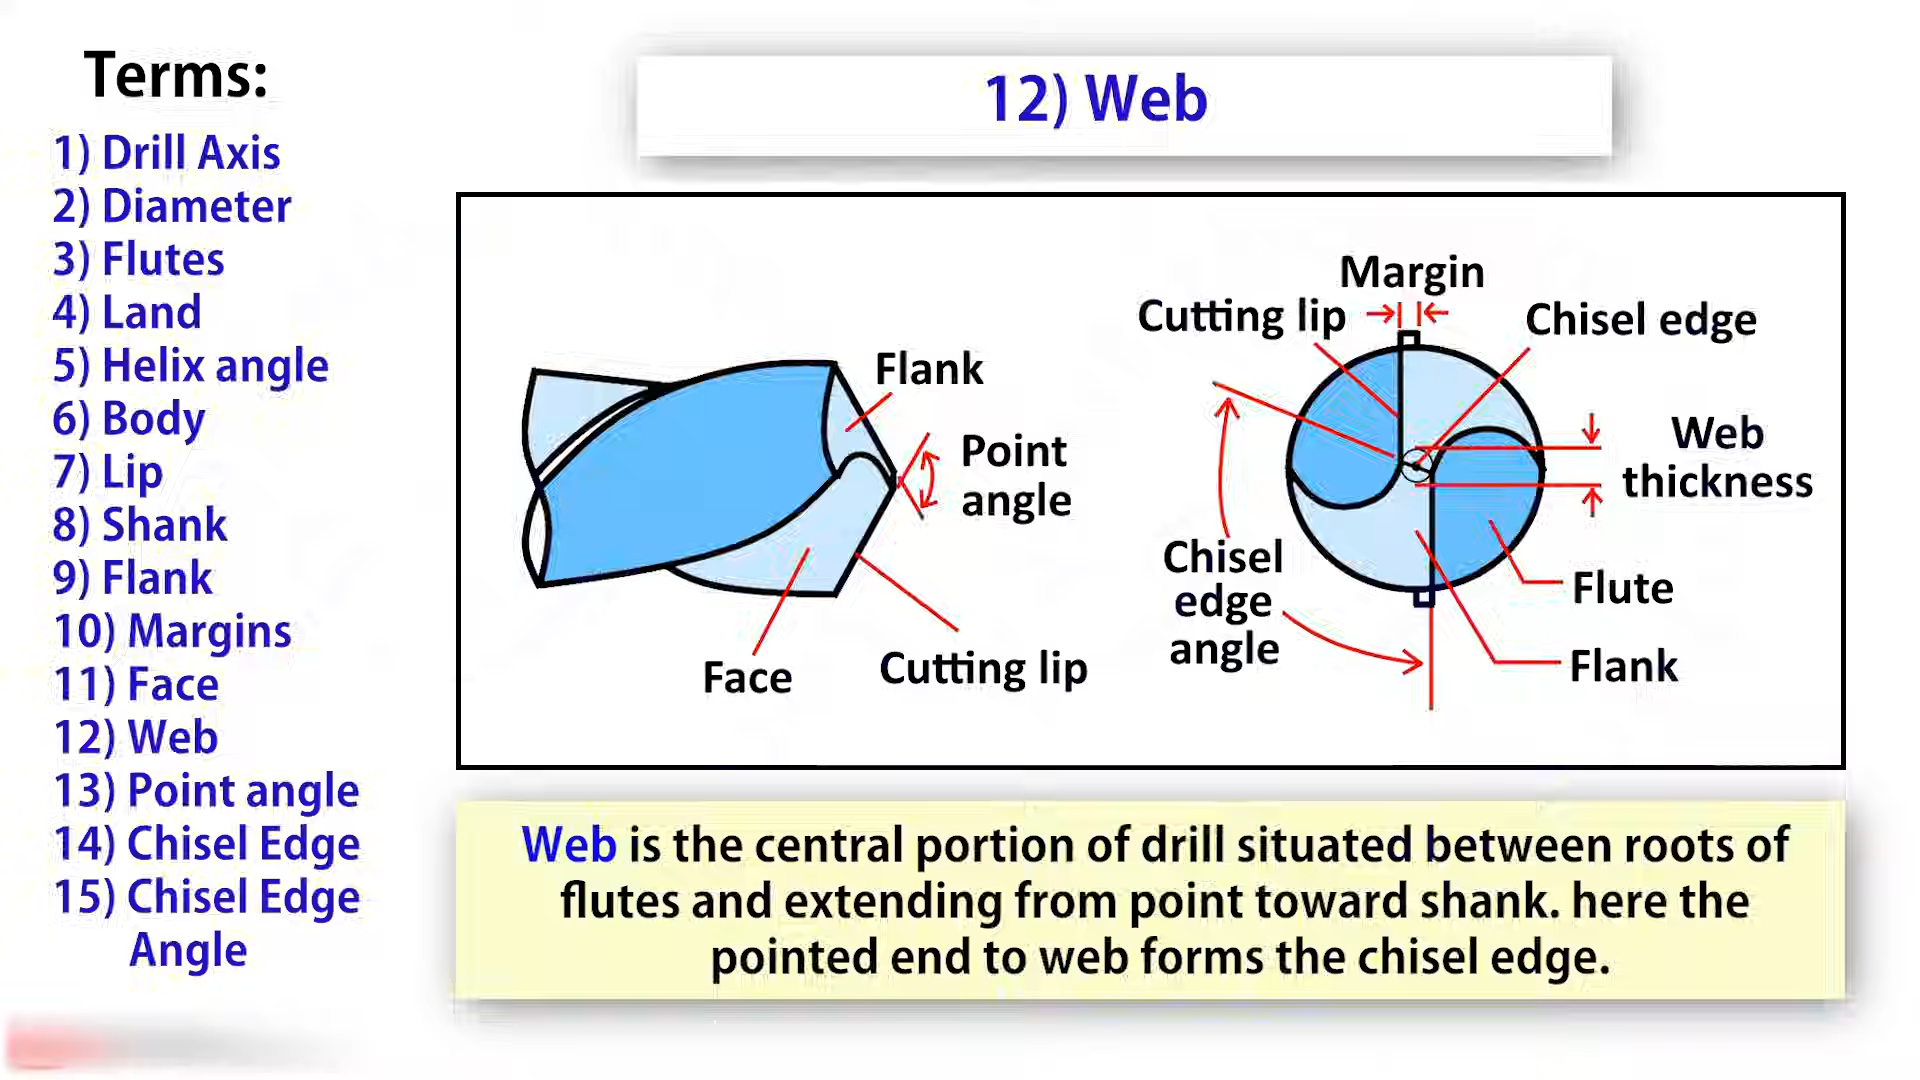 Terms:
1) Drill Axis
2) Diameter
3) Flutes
4) Land
5) Helix angle
6) Body
7) Lip
8) Shank
9) Flank
10) Margins
11) Face
12) Web
13) Point angle
14) Chisel Edge
15) Chisel Edge
Angle
12) Web
Flank
Point
angle
Face
Cutting lip
Margin
Cutting lip
Chisel edge
Web
thickness
Chisel
edge
angle
Flute
Flank
Web is the central portion of drill situated between roots of
flutes and extending from point toward shank. here the
pointed end to web forms the chisel edge.